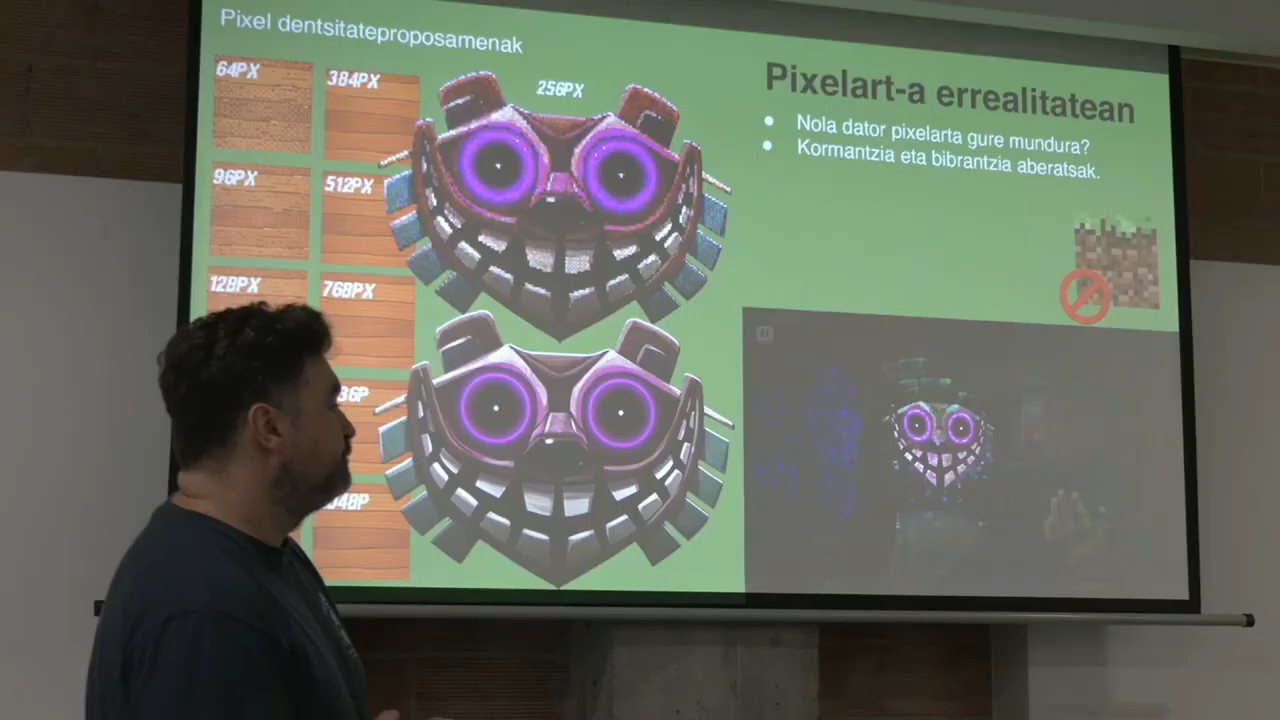 Pixel dentsitateproposamenak
64PX
384PX
256PX
96PX
512PX
128PX
768PX
Pixelart-a errealitatean
• Nola dator pixelarta gure mundura?
• Kormantzia eta bibrantzia aberatsak.